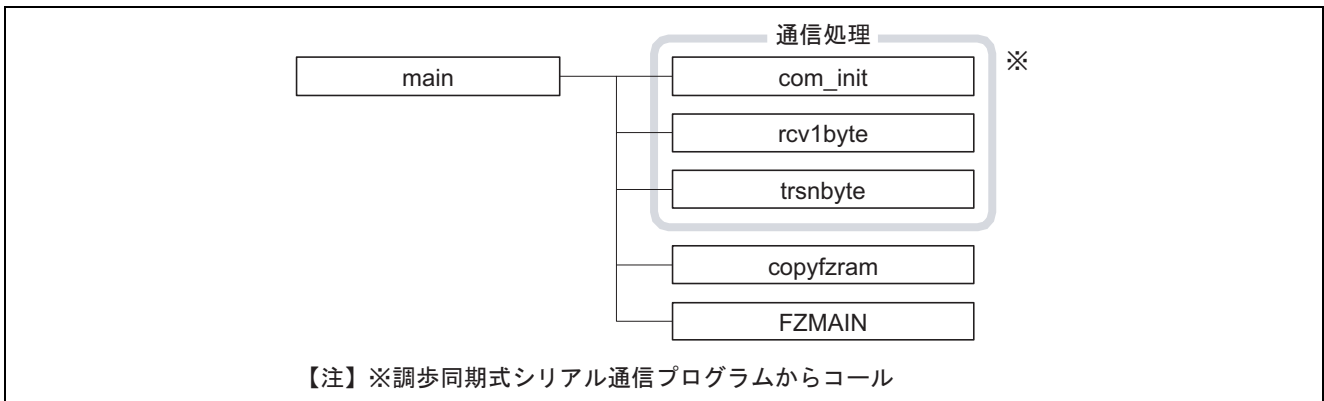 通信処理
※
main
com_init
rcv1byte
trsnbyte
copyfzram
FZMAIN
【注】※調歩同期式シリアル通信プログラムからコール